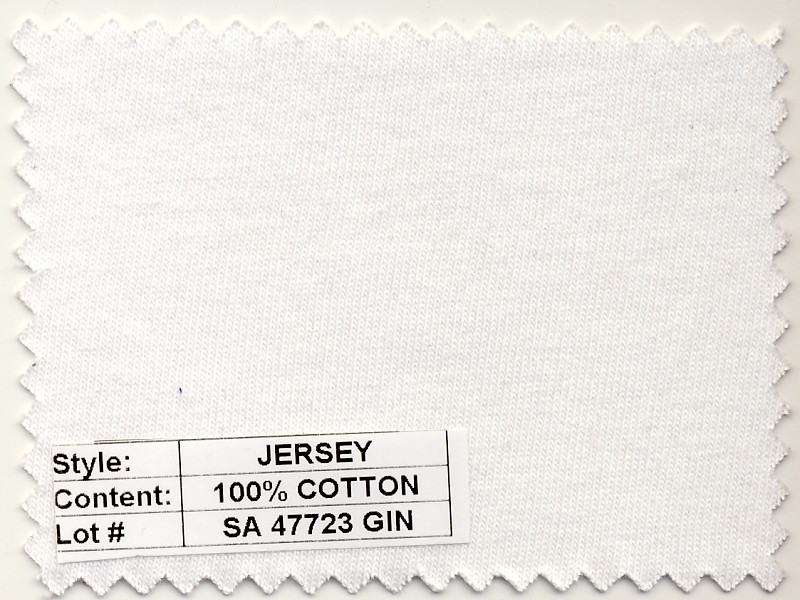 Style: JERSEY
Content: 100% COTTON
Lot # SA 47723 GIN